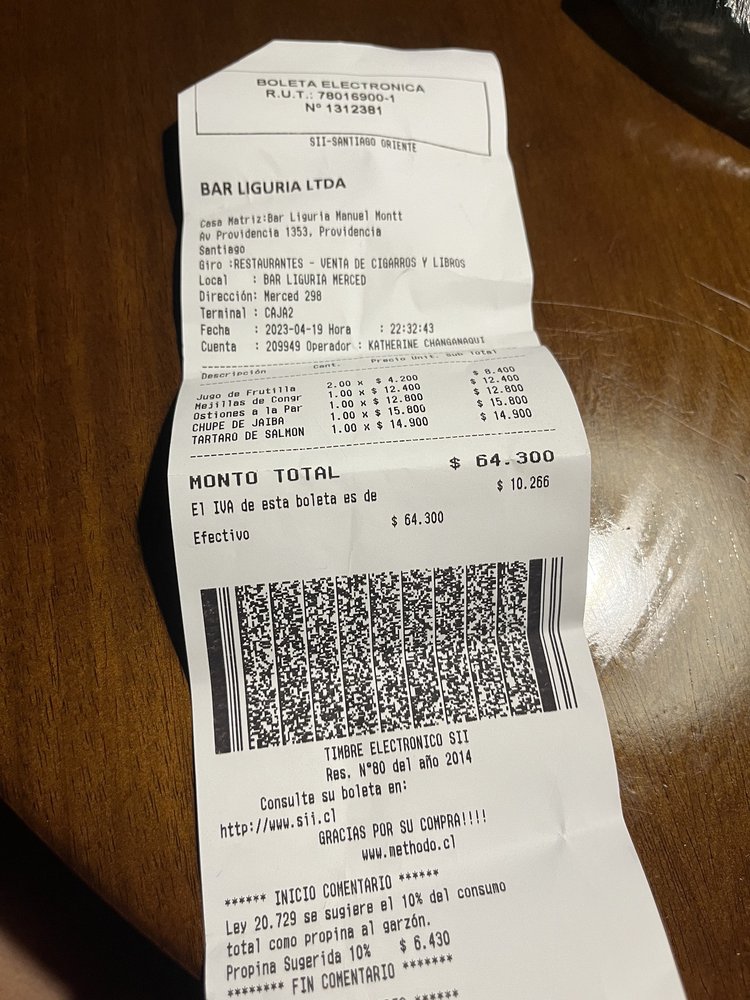 BOLETA ELECTRONICA
R.U.T.: 78016900-1
Nº 1312381
SII-SANTIAGO ORIENTE
BAR LIGURIA LTDA
Casa Matriz:Bar Liguria Manuel Montt
Av Providencia 1353, Providencia
Santiago
Giro :RESTAURANTES - VENTA DE CIGARROS Y LIBROS
Local : BAR LIGURIA MERCED
Dirección: Merced 298
Terminal : CAJA2
Fecha : 2023-04-19 Hora : 22:32:43
Cuenta : 209949 Operador : KATHERINE CHANGANAQUI
Descripción Cant. Precio Unit. Sub Total
Jugo de Frutilla 2.00 x $ 4.200 $ 8.400
Mejillas de Congr 1.00 x $ 12.400 $ 12.400
Ostiones a la Par 1.00 x $ 12.800 $ 12.800
CHUPE DE JAIBA 1.00 x $ 15.800 $ 15.800
TARTARO DE SALMON 1.00 x $ 14.900 $ 14.900
MONTO TOTAL $ 64.300
El IVA de esta boleta es de $ 10.266
Efectivo $ 64.300
TIMBRE ELECTRONICO SII
Res. Nº80 del año 2014
Consulte su boleta en:
http://www.sii.cl
GRACIAS POR SU COMPRA!!!!
www.methodo.cl
****** INICIO COMENTARIO ******
Ley 20.729 se sugiere el 10% del consumo
total como propina al garzón.
Propina Sugerida 10% $ 6.430
******** FIN COMENTARIO *******